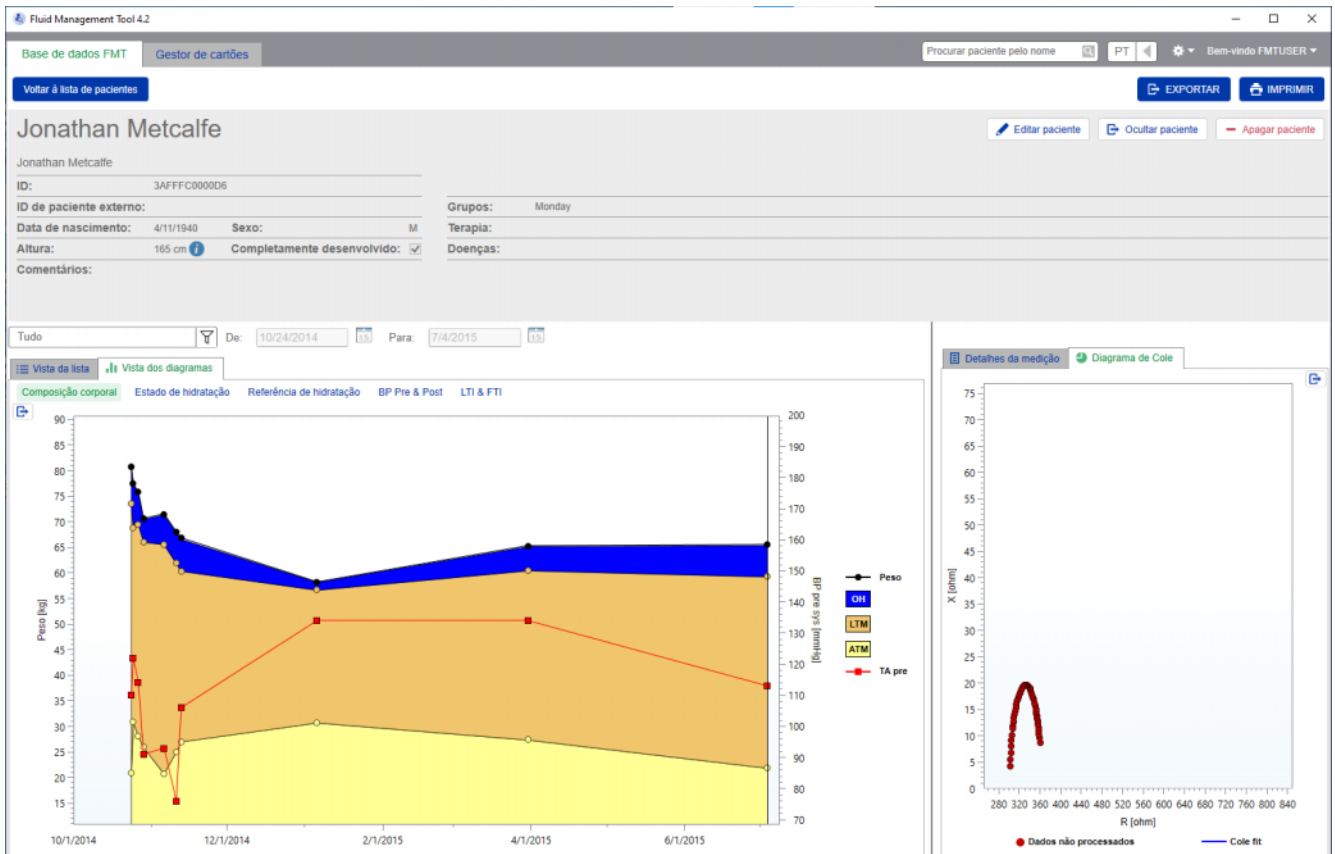 Fluid Management Tool 4.2
Base de dados FMT
Gestor de cartões
Procurar paciente pelo nome
PT
Bem-vindo FMTUSER
Voltar á lista de pacientes
EXPORTAR
IMPRIMIR
Jonathan Metcalfe
Editar paciente
Ocultar paciente
Apagar paciente
Jonathan Metcalfe
ID: 3AFFFC0000D6
ID de paciente externo:
Grupos: Monday
Data de nascimento: 4/11/1940 Sexo: M
Terapia:
Altura: 165 cm Completamente desenvolvido:
Doenças:
Comentários:
Tudo
De: 10/24/2014 15 Para: 7/4/2015 15
Vista da lista
Vista dos diagramas
Detalhes da medição
Diagrama de Cole
Composição corporal
Estado de hidratação
Referência de hidratação
BP Pre & Post
LTI & FTI
Peso [kg]
90
85
80
75
70
65
60
55
50
45
40
35
30
25
20
15
10/1/2014 12/1/2014 2/1/2015 4/1/2015 6/1/2015
200
190
180
170
160
150
140
130
120
110
100
90
80
70
BP pre sys [mmHg]
Peso
OH
LTM
ATM
TA pre
X [ohm]
75
70
65
60
55
50
45
40
35
30
25
20
15
10
5
0
280 320 360 400 440 480 520 560 600 640 680 720 760 800 840
R [ohm]
Dados não processados
Cole fit